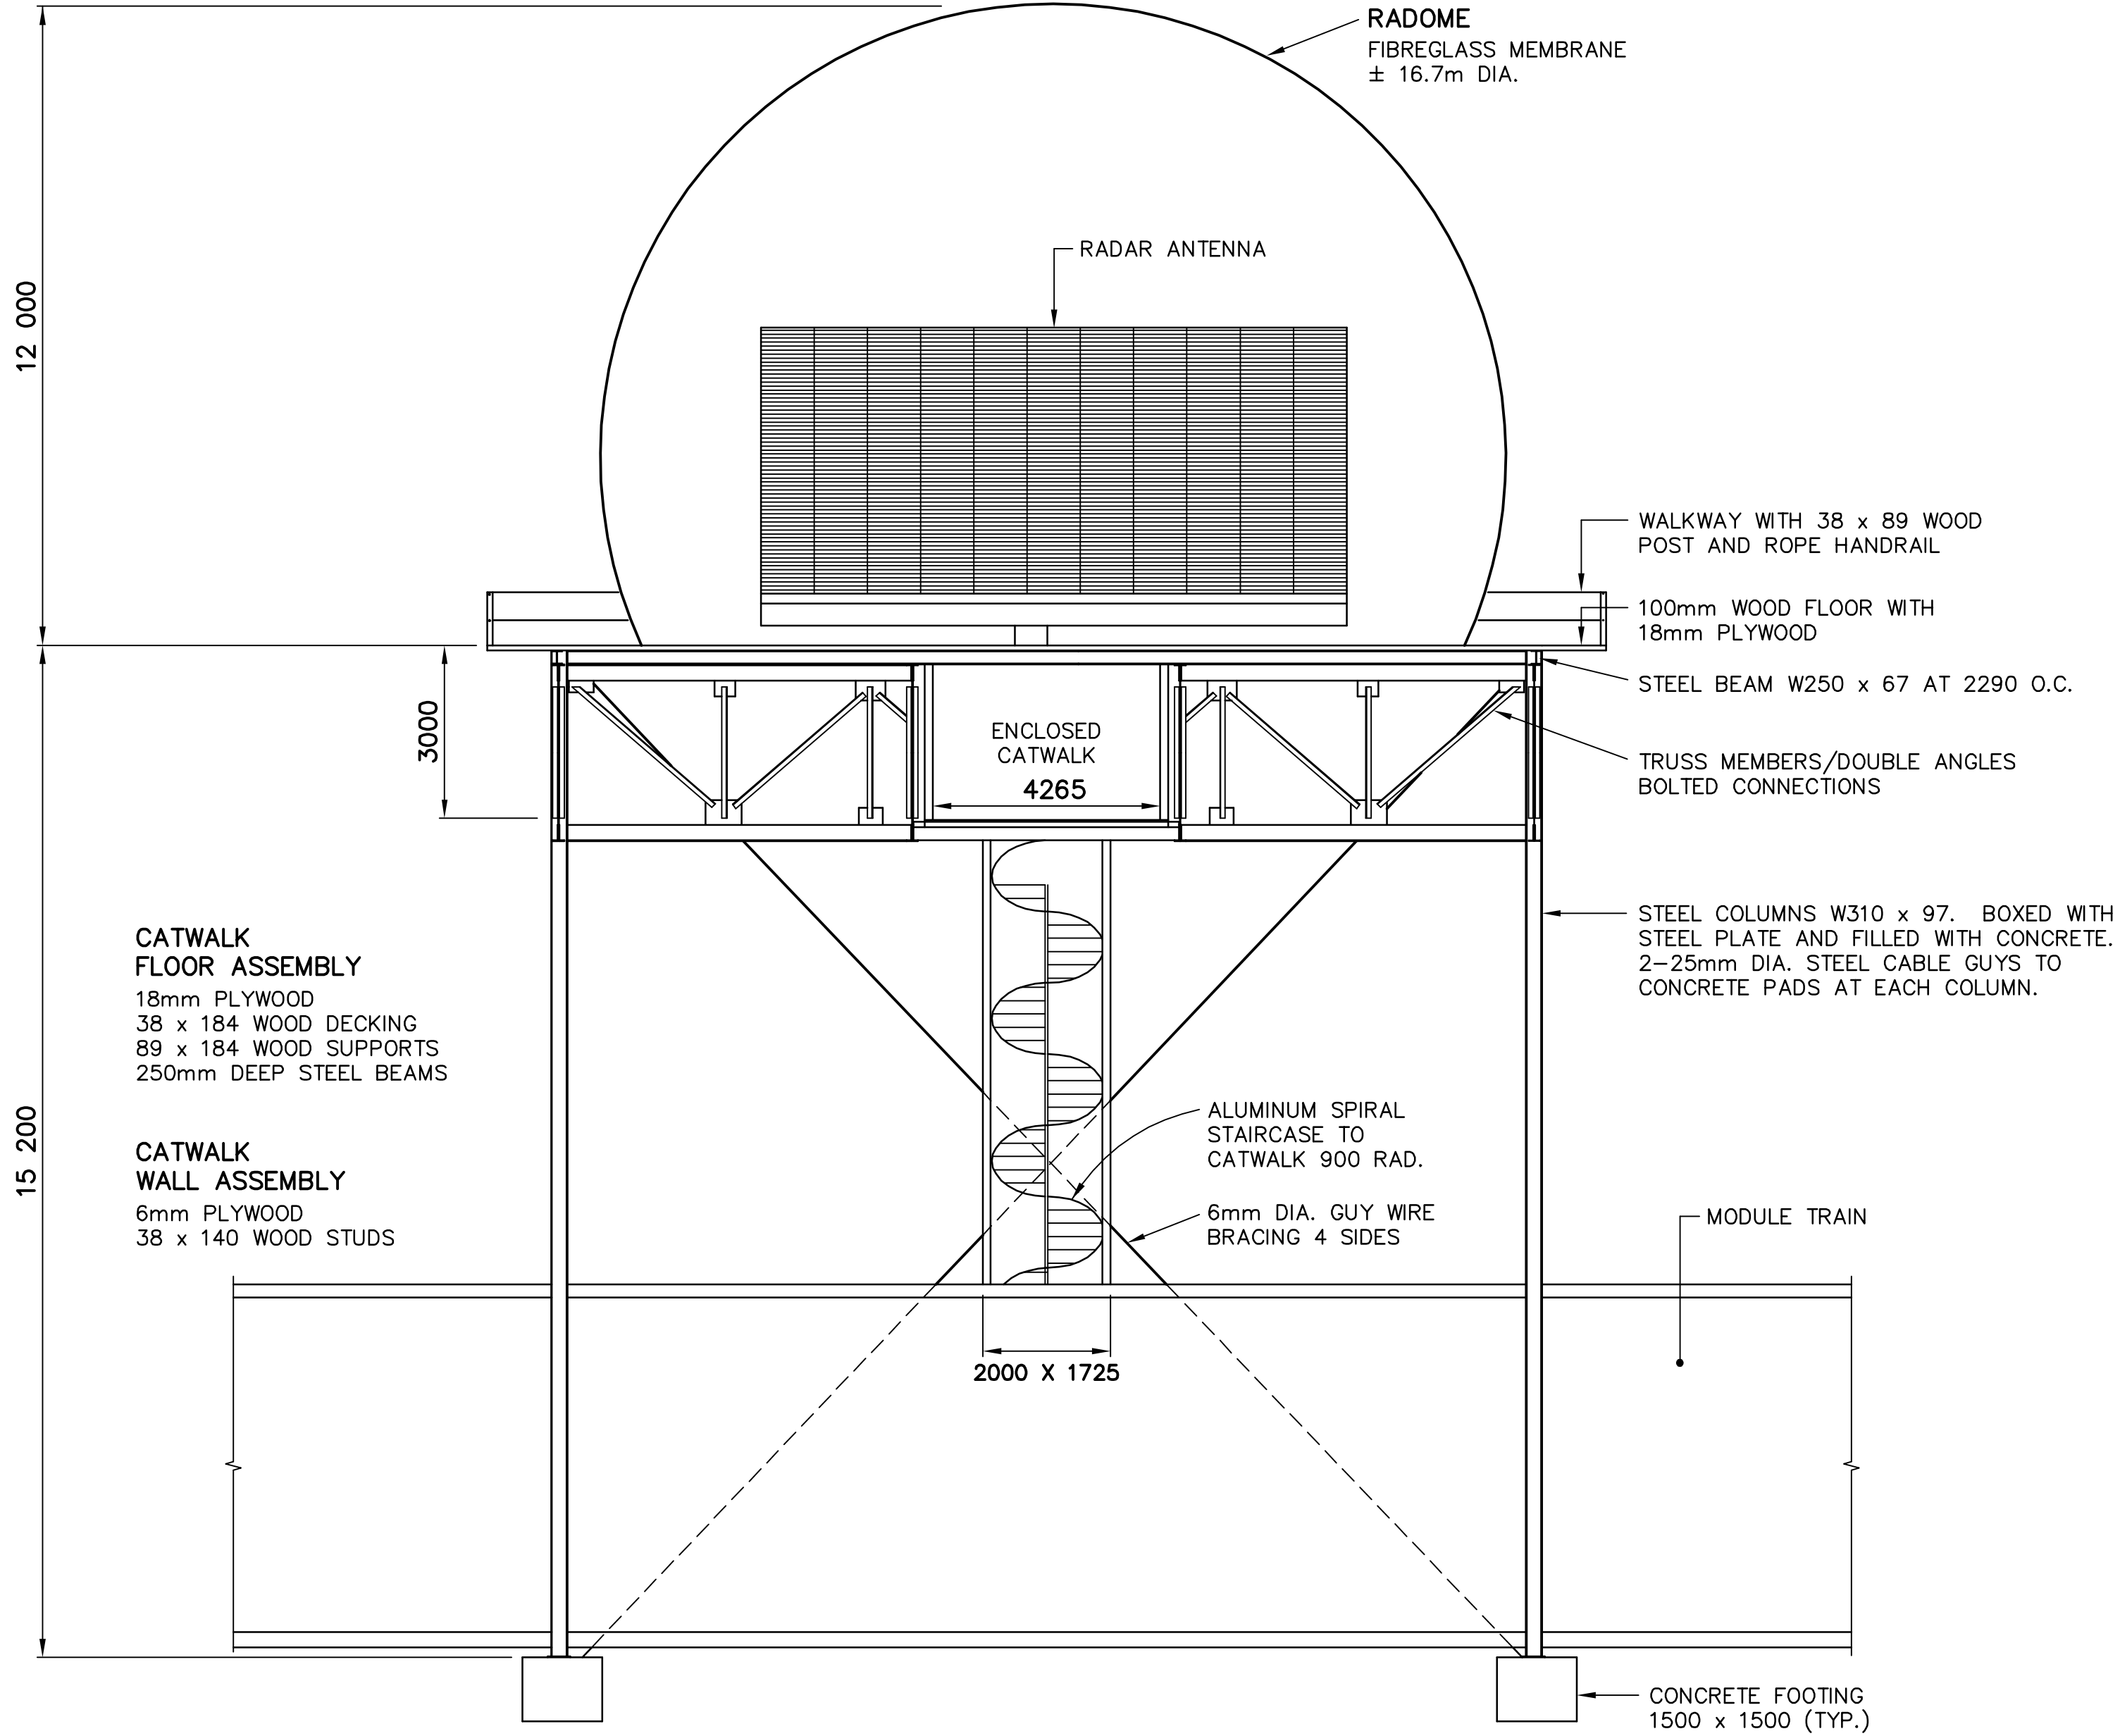 RADOME
FIBREGLASS MEMBRANE
± 16.7m DIA.
RADAR ANTENNA
12 000
WALKWAY WITH 38 x 89 WOOD
POST AND ROPE HANDRAIL
100mm WOOD FLOOR WITH
18mm PLYWOOD
STEEL BEAM W250 x 67 AT 2290 O.C.
3000
ENCLOSED
CATWALK
4265
TRUSS MEMBERS/DOUBLE ANGLES
BOLTED CONNECTIONS
STEEL COLUMNS W310 x 97. BOXED WITH
STEEL PLATE AND FILLED WITH CONCRETE.
2-25mm DIA. STEEL CABLE GUYS TO
CONCRETE PADS AT EACH COLUMN.
CATWALK
FLOOR ASSEMBLY
18mm PLYWOOD
38 x 184 WOOD DECKING
89 x 184 WOOD SUPPORTS
250mm DEEP STEEL BEAMS
15 200
CATWALK
WALL ASSEMBLY
6mm PLYWOOD
38 x 140 WOOD STUDS
ALUMINUM SPIRAL
STAIRCASE TO
CATWALK 900 RAD.
6mm DIA. GUY WIRE
BRACING 4 SIDES
MODULE TRAIN
2000 X 1725
CONCRETE FOOTING
1500 x 1500 (TYP.)